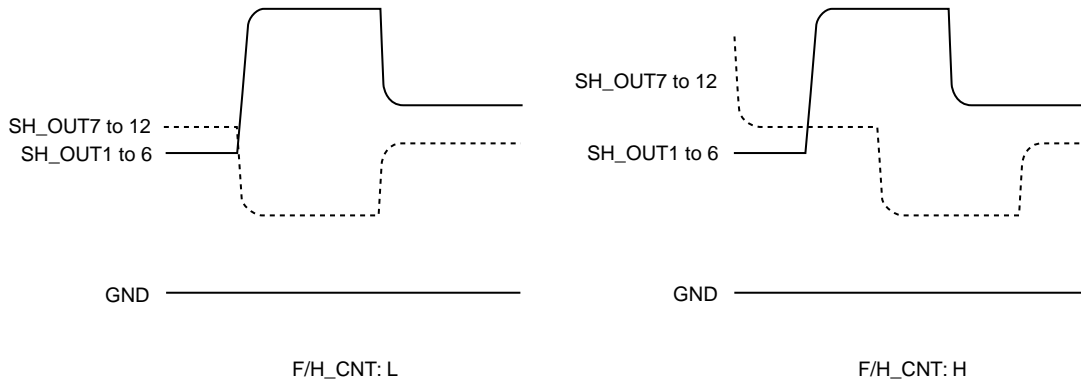 SH_OUT7 to 12
SH_OUT1 to 6
GND
F/H_CNT: L
SH_OUT7 to 12
SH_OUT1 to 6
GND
F/H_CNT: H